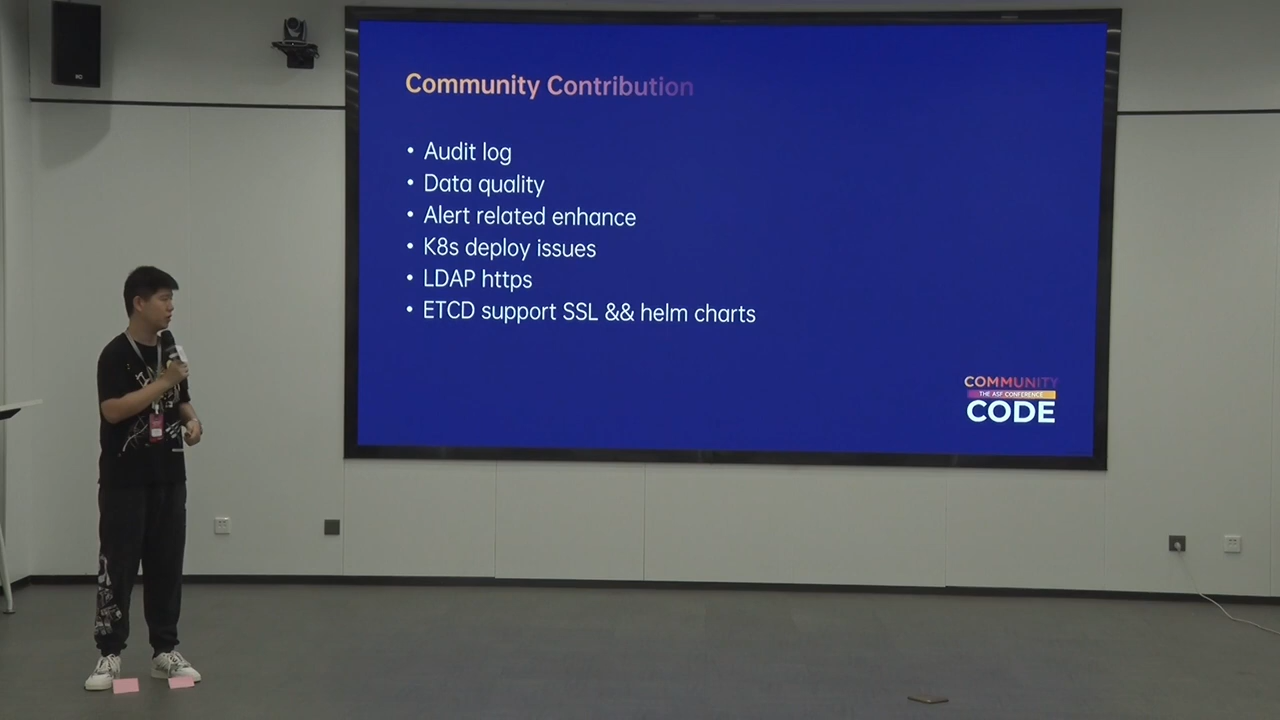 Community Contribution
• Audit log
• Data quality
• Alert related enhance
• K8s deploy issues
• LDAP https
• ETCD support SSL && helm charts
COMMUNITY
THE ASF CONFERENCE
CODE